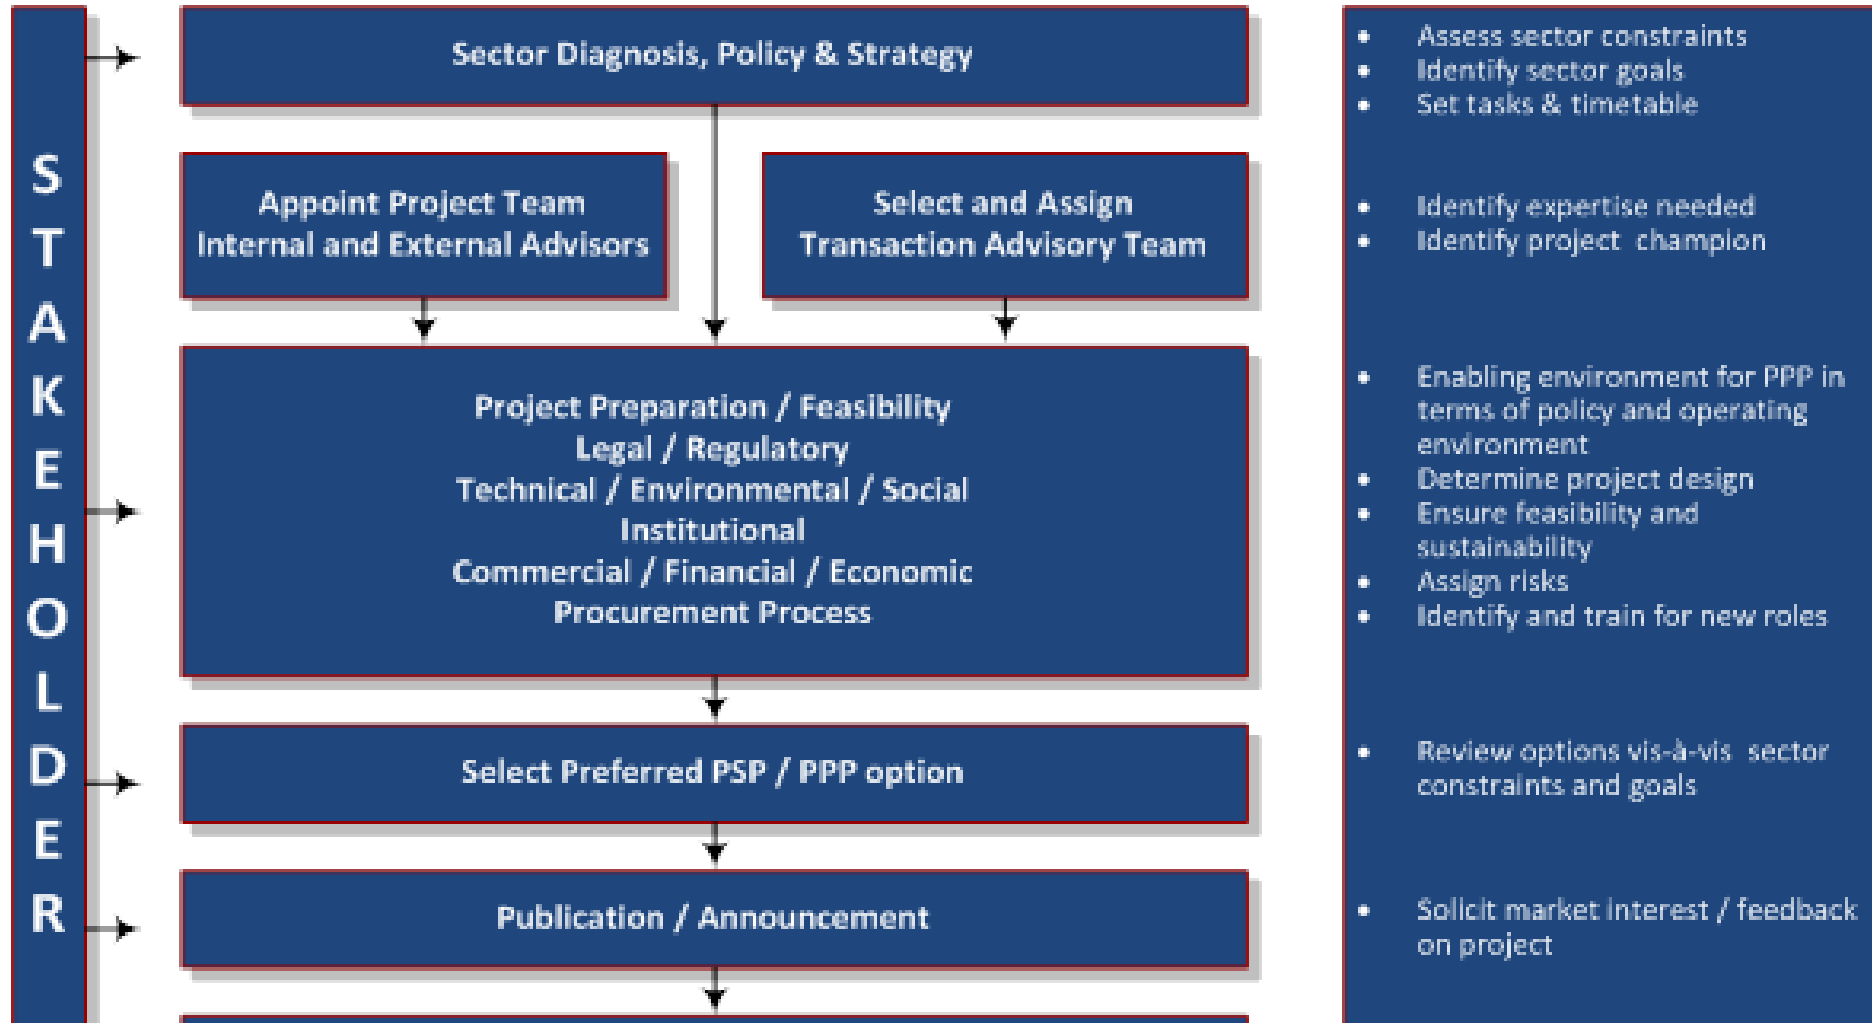 STAKEHOLDER
Sector Diagnosis, Policy & Strategy
Appoint Project Team
Internal and External Advisors
Select and Assign
Transaction Advisory Team
Project Preparation / Feasibility
Legal / Regulatory
Technical / Environmental / Social
Institutional
Commercial / Financial / Economic
Procurement Process
Select Preferred PSP / PPP option
Publication / Announcement
• Assess sector constraints
• Identify sector goals
• Set tasks & timetable
• Identify expertise needed
• Identify project champion
• Enabling environment for PPP in
terms of policy and operating
environment
• Determine project design
• Ensure feasibility and
sustainability
• Assign risks
• Identify and train for new roles
• Review options vis-à-vis sector
constraints and goals
• Solicit market interest / feedback
on project